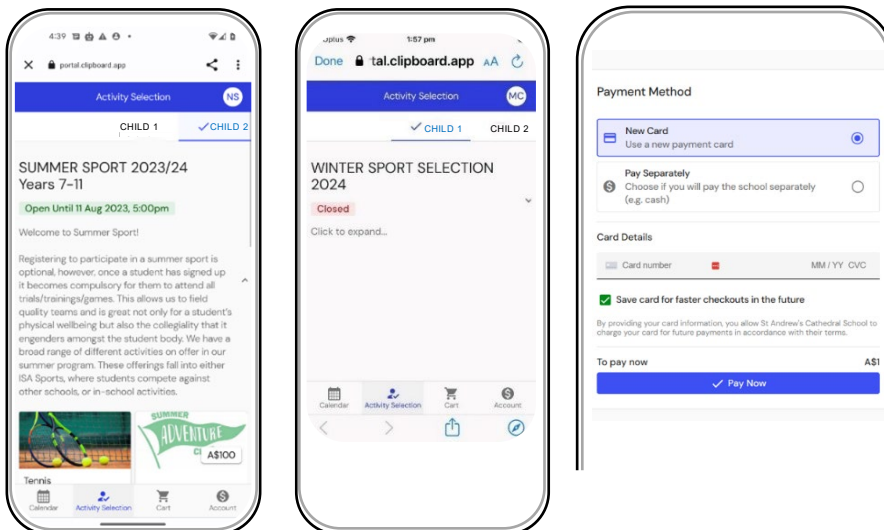 4:39
portal.clipboard.app
Activity Selection
NS
CHILD 1
CHILD 2
SUMMER SPORT 2023/24
Years 7-11
Open Until 11 Aug 2023, 5:00pm
Welcome to Summer Sport!
Registering to participate in a summer sport is
optional, however, once a student has signed up
it becomes compulsory for them to attend all
trials/trainings/games. This allows us to field
quality teams and is great not only for a student's
physical wellbeing but also the collegiality that it
engenders amongst the student body. We have a
broad range of different activities on offer in our
summer program. These offerings fall into either
ISA Sports, where students compete against
other schools, or in-school activities.
SUMMER
ADVENTURE
A$100
Tennis
Calendar
Activity Selection
Cart
Account
1:57 pm
Done
tal.clipboard.app
AA
Activity Selection
MC
CHILD 1
CHILD 2
WINTER SPORT SELECTION
2024
Closed
Click to expand...
Calendar
Activity Selection
Cart
Account
Payment Method
New Card
Use a new payment card
Pay Separately
Choose if you will pay the school separately
(e.g. cash)
Card Details
Card number
MM / YY CVC
Save card for faster checkouts in the future
By providing your card information, you allow St Andrew's Cathedral School to
charge your card for future payments in accordance with their terms.
To pay now
A$1
Pay Now